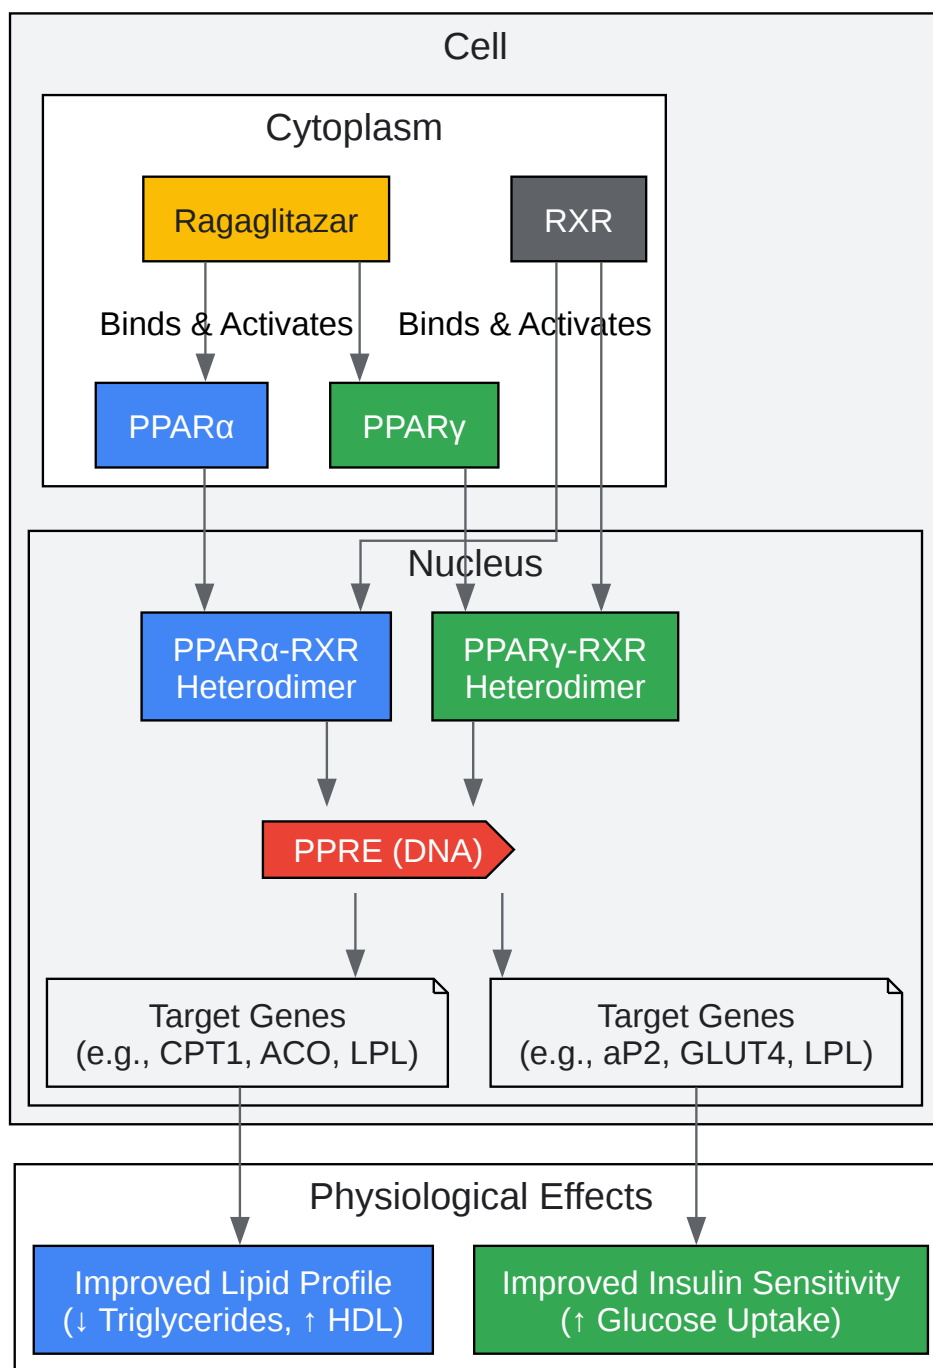 Cell
Cytoplasm
Ragaglitazar
RXR
Binds & Activates
Binds & Activates
PPARα
PPARγ
Nucleus
PPARα-RXR
Heterodimer
PPARγ-RXR
Heterodimer
PPRE (DNA)
Target Genes
(e.g., CPT1, ACO, LPL)
Target Genes
(e.g., aP2, GLUT4, LPL)
Physiological Effects
Improved Lipid Profile
(↓ Triglycerides, ↑ HDL)
Improved Insulin Sensitivity
(↑ Glucose Uptake)